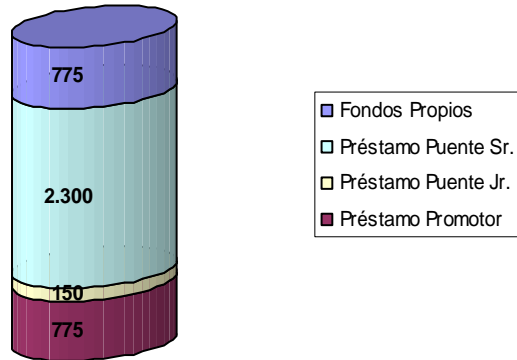 775
2.300
150
775
Fondos Propios
Préstamo Puente Sr.
Préstamo Puente Jr.
Préstamo Promotor